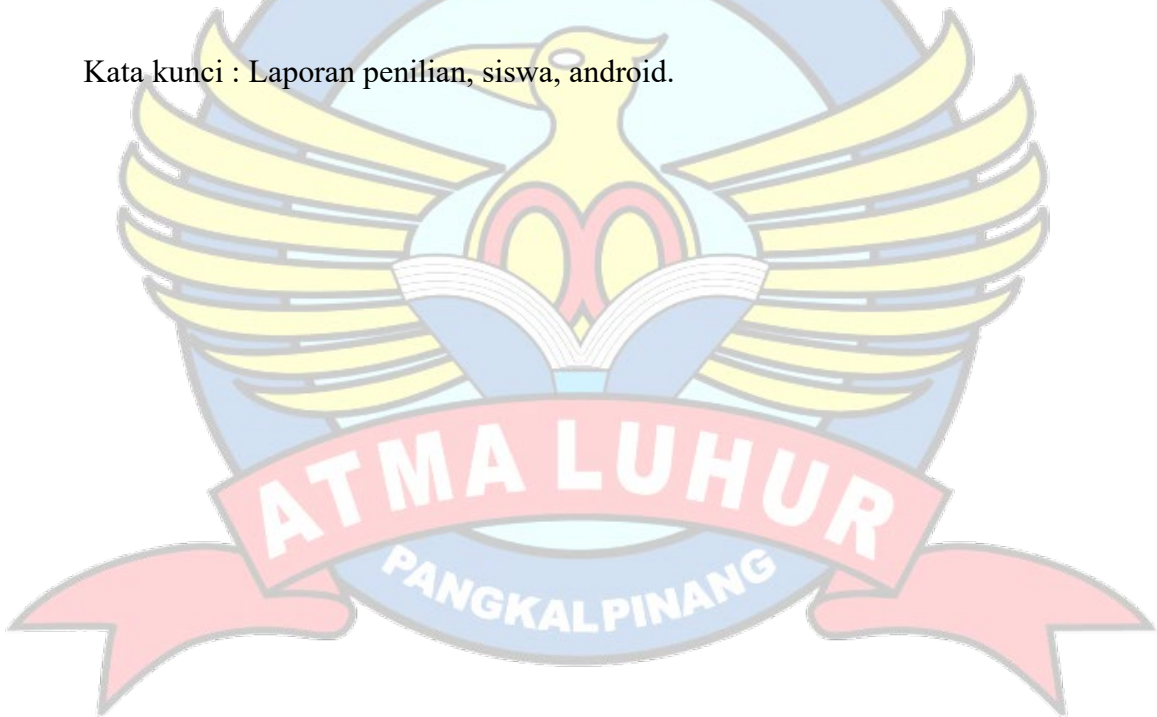 Kata kunci : Laporan penilian, siswa, android.
ATMA LUHUR
PANGKALPINANG